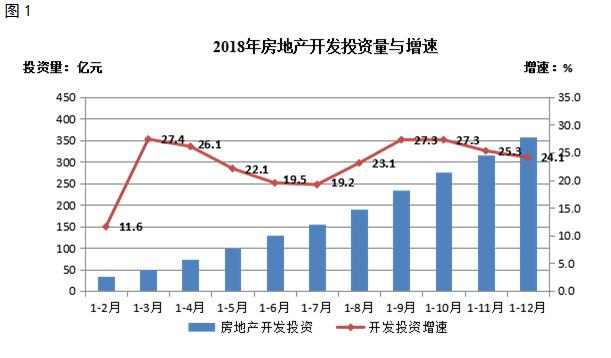 图 1
2018年房地产开发投资量与增速
投资量：亿元 增速：%
450 35.0
400 30.0
350 25.0
300 20.0
250 15.0
200 10.0
150 5.0
100 0.0
50
0
11.6 27.4 26.1 22.1 19.5 19.2 23.1 27.3 27.3 25.3 24.1
1-2月 1-3月 1-4月 1-5月 1-6月 1-7月 1-8月 1-9月 1-10月 1-11月 1-12月
房地产开发投资 开发投资增速